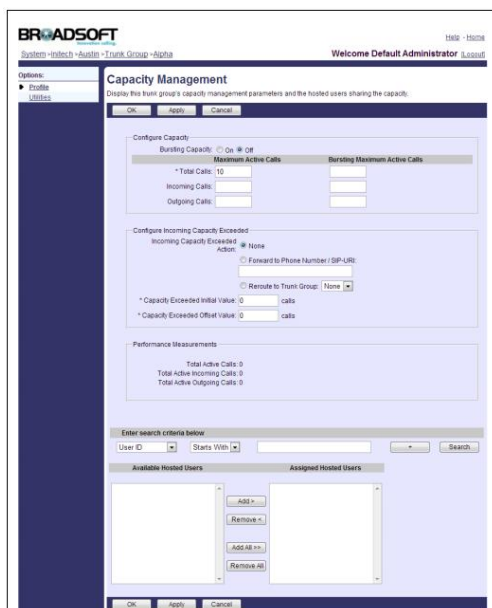 BROADSOFT
Innovation calling.
Help - Home
System >Initech >Austin >Trunk Group >Alpha
Welcome Default Administrator [Logout]
Options:
Profile
Utilities
Capacity Management
Display this trunk group's capacity management parameters and the hosted users sharing the capacity.
OK Apply Cancel
Configure Capacity
Bursting Capacity: On Off
Maximum Active Calls Bursting Maximum Active Calls
* Total Calls: 10
Incoming Calls:
Outgoing Calls:
Configure Incoming Capacity Exceeded
Incoming Capacity Exceeded Action: None
Forward to Phone Number / SIP-URI:
Reroute to Trunk Group: None
* Capacity Exceeded Initial Value: 0 calls
* Capacity Exceeded Offset Value: 0 calls
Performance Measurements
Total Active Calls: 0
Total Active Incoming Calls: 0
Total Active Outgoing Calls: 0
Enter search criteria below
User ID Starts With + Search
Available Hosted Users Assigned Hosted Users
Add >
Remove <
Add All >>
Remove All
OK Apply Cancel